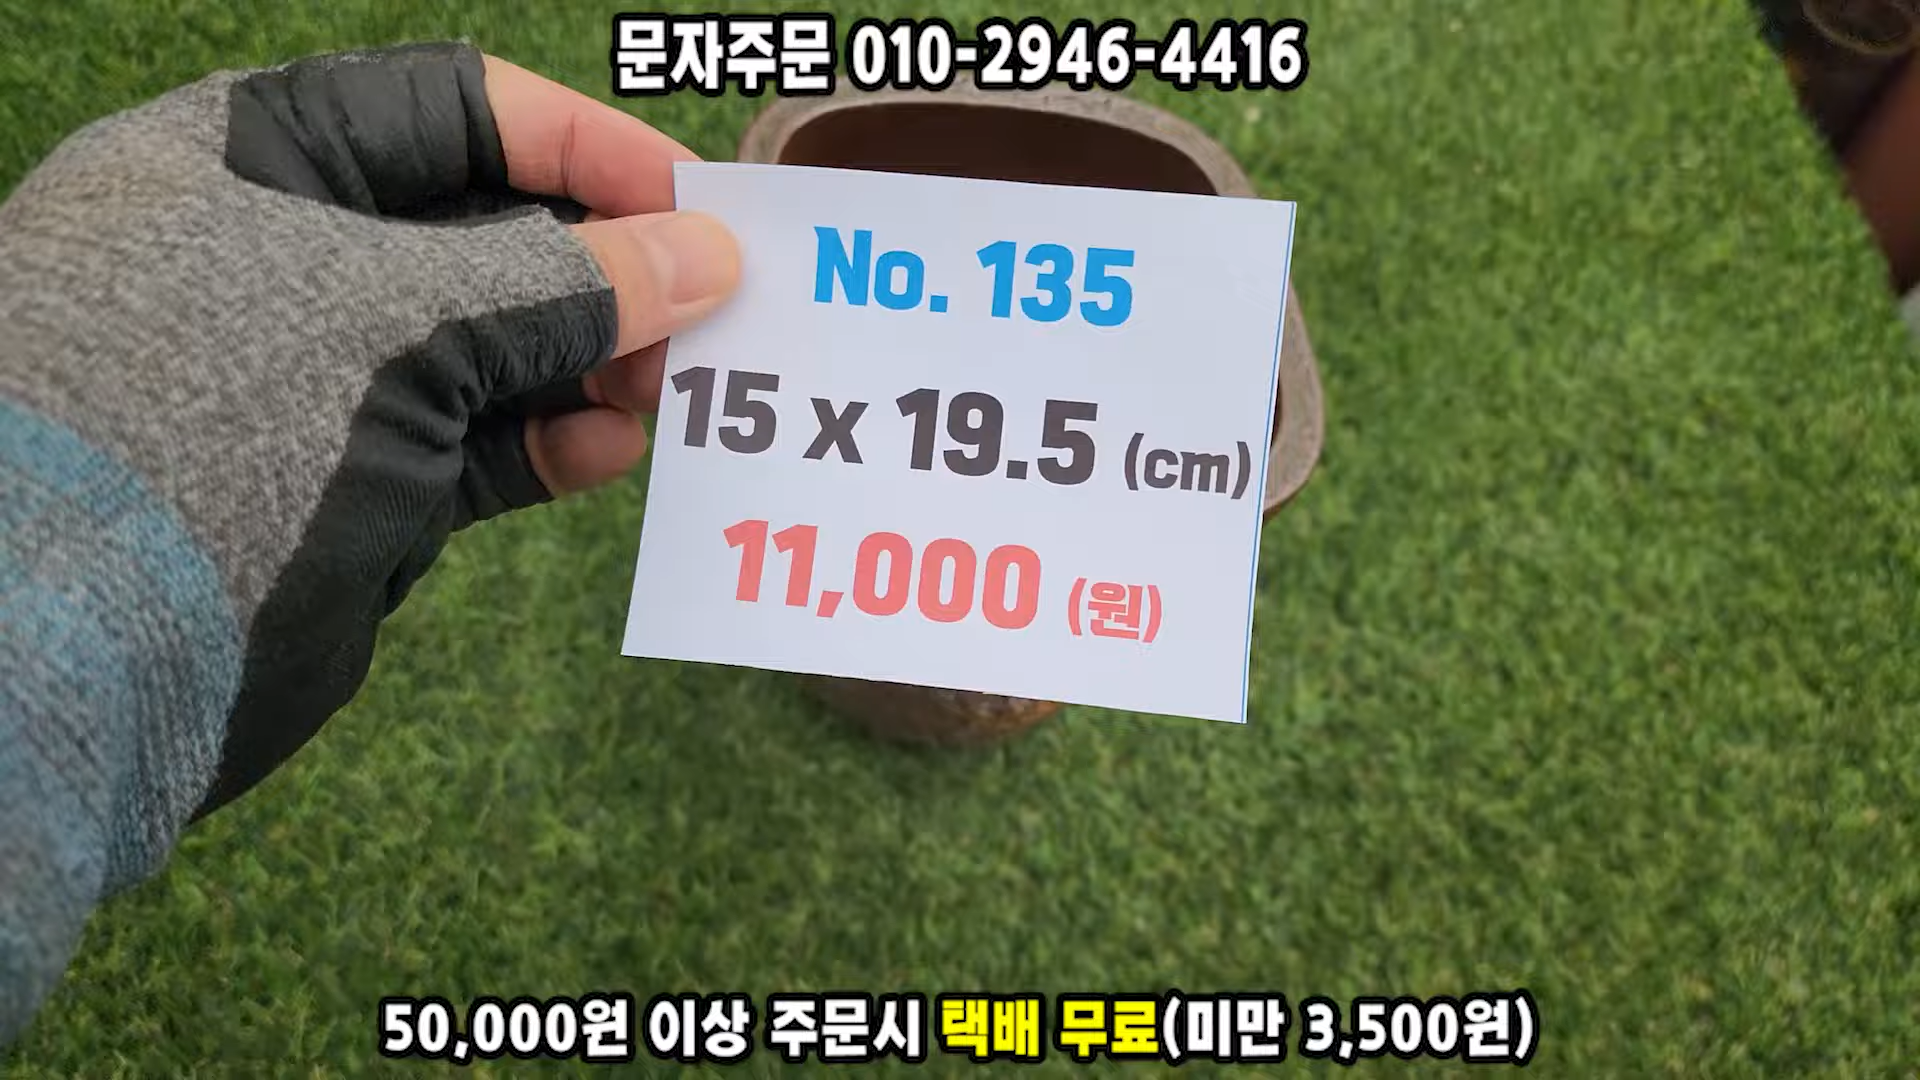 문자주문 010-2946-4416
No. 135
15 x 19.5 (cm)
11,000 (원)
50,000원 이상 주문시 택배 무료(미만 3,500원)